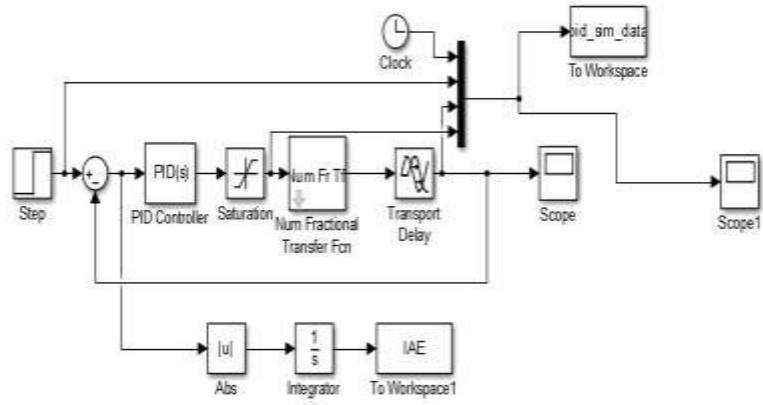 Clock
pid_sim_data
To Workspace
Step
+
-
PID(s)
PID Controller
Saturation
Num Fr Tf
Num Fractional
Transfer Fcn
Transport
Delay
Scope
Scope1
|u|
Abs
1
s
Integrator
IAE
To Workspace1